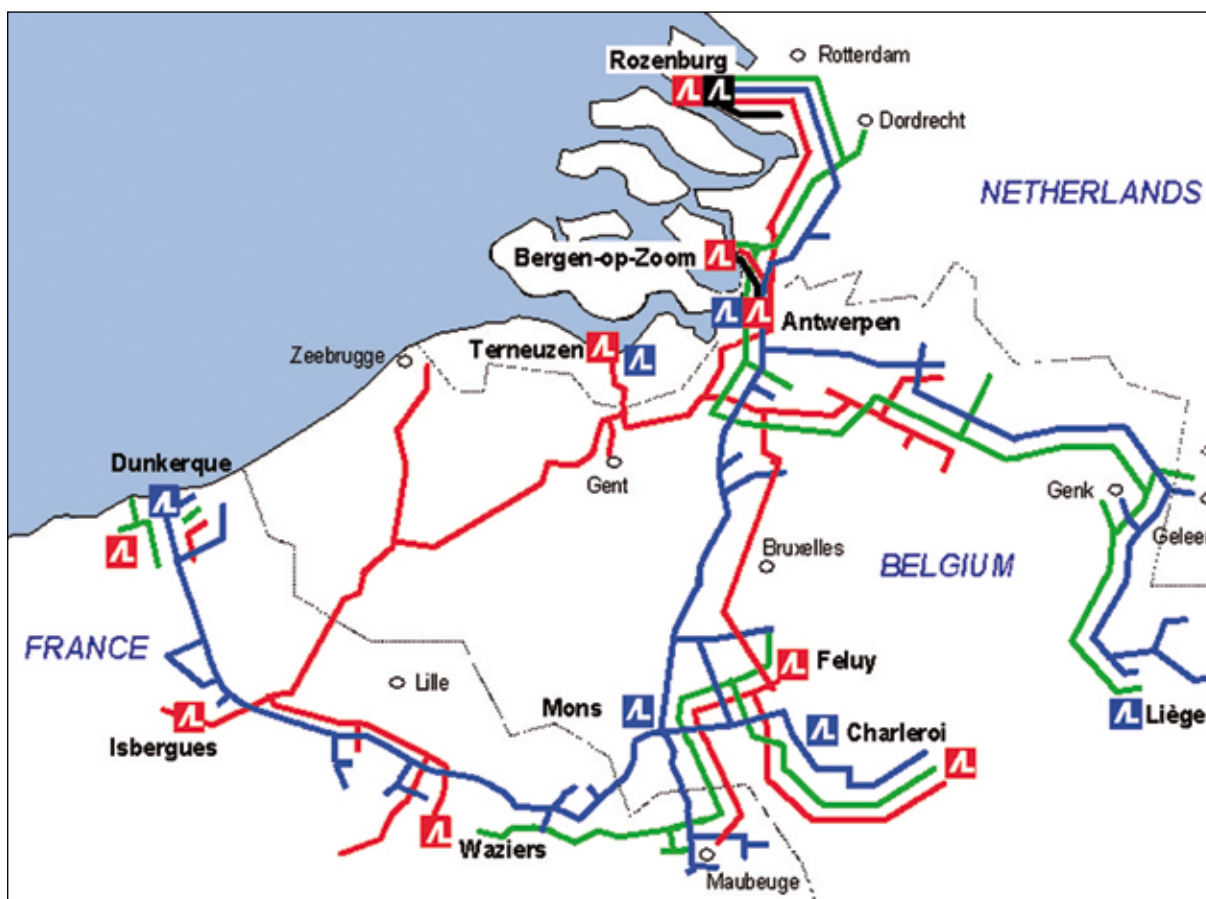 Rozenburg
Rotterdam
Dordrecht
NETHERLANDS
Bergen-op-Zoom
Antwerpen
Terneuzen
Zeebrugge
Dunkerque
Gent
Genk
Geleen
Bruxelles
BELGIUM
FRANCE
Lille
Feluy
Mons
Charleroi
Liège
Isbergues
Waziers
Maubeuge